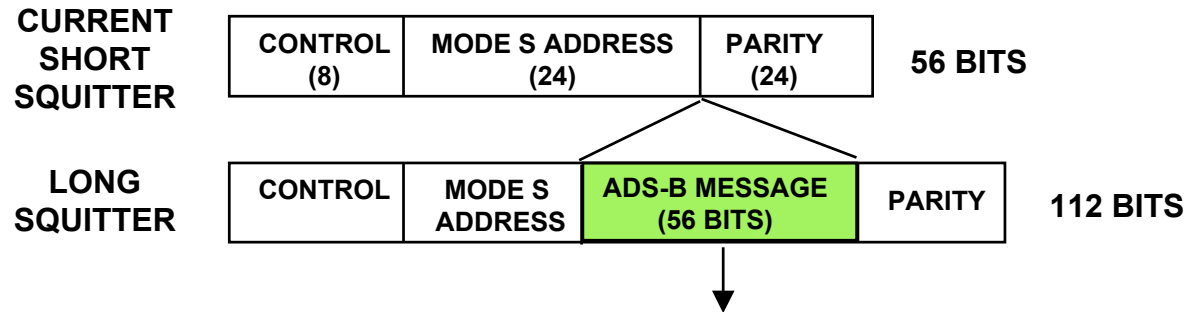 CURRENT
SHORT
SQUITTER
CONTROL
(8)
MODE S ADDRESS
(24)
PARITY
(24)
56 BITS
LONG
SQUITTER
CONTROL
MODE S
ADDRESS
ADS-B MESSAGE
(56 BITS)
PARITY
112 BITS